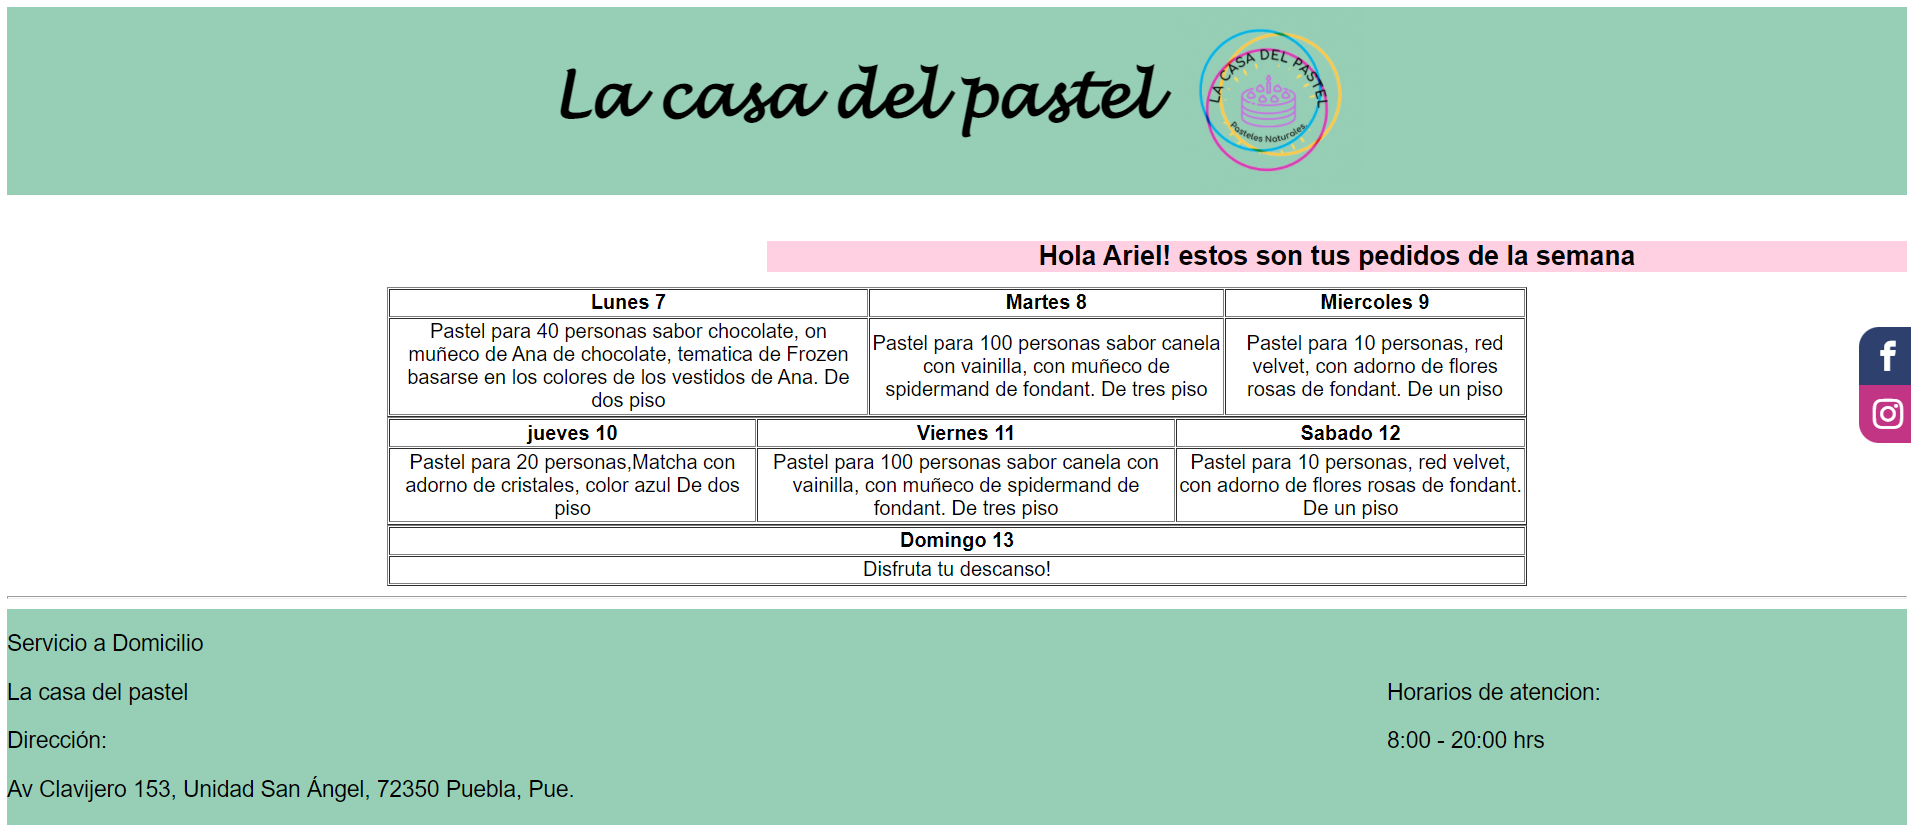 La casa del pastel
LA CASA DEL PASTEL
Pasteles Naturales
Hola Ariel! estos son tus pedidos de la semana
Lunes 7
Martes 8
Miercoles 9
Pastel para 40 personas sabor chocolate, on
muñeco de Ana de chocolate, tematica de Frozen
basarse en los colores de los vestidos de Ana. De
dos piso
Pastel para 100 personas sabor canela
con vainilla, con muñeco de
spidermand de fondant. De tres piso
Pastel para 10 personas, red
velvet, con adorno de flores
rosas de fondant. De un piso
jueves 10
Viernes 11
Sabado 12
Pastel para 20 personas,Matcha con
adorno de cristales, color azul De dos
piso
Pastel para 100 personas sabor canela con
vainilla, con muñeco de spidermand de
fondant. De tres piso
Pastel para 10 personas, red velvet,
con adorno de flores rosas de fondant.
De un piso
Domingo 13
Disfruta tu descanso!
Servicio a Domicilio
La casa del pastel
Horarios de atencion:
Dirección:
8:00 - 20:00 hrs
Av Clavijero 153, Unidad San Ángel, 72350 Puebla, Pue.